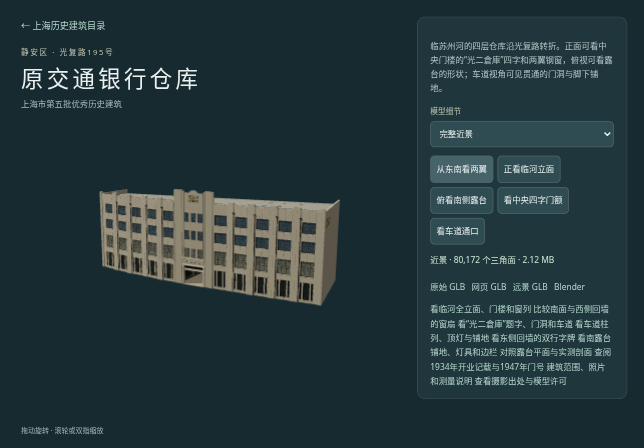 ← 上海历史建筑目录
静安区 · 光复路195号
原交通银行仓库
上海市第五批优秀历史建筑
临苏州河的四层仓库沿光复路转折。正面可看中
央门楼的“光二倉庫”四字和两翼钢窗，俯视可看露
台的形状；车道视角可见贯通的门洞与脚下铺
地。
模型细节
完整近景
从东南看两翼 正看临河立面
俯看南侧露台 看中央四字门额
看车道通口
近景 · 80,172 个三角面 · 2.12 MB
原始 GLB 网页 GLB 远景 GLB Blender
看临河全立面、门楼和窗列 比较南面与西侧回墙
的窗扇 看“光二倉庫”题字、门洞和车道 看车道柱
列、顶灯与铺地 看东侧回墙的双行字牌 看南露台
铺地、灯具和边栏 对照露台平面与实测剖面 查阅
1934年开业记载与1947年门号 建筑范围、照片
和测量说明 查看摄影出处与模型许可
拖动旋转 · 滚轮或双指缩放